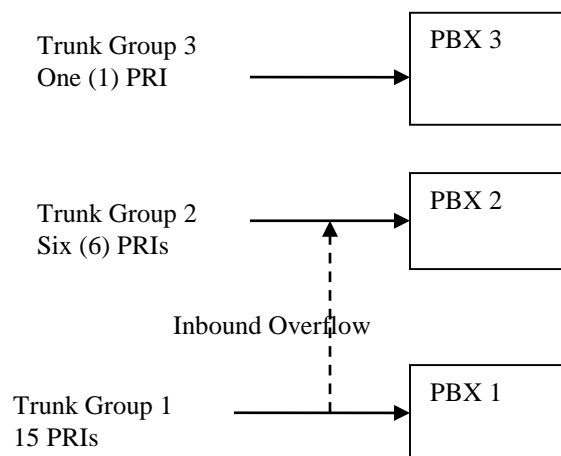 Trunk Group 3
One (1) PRI
PBX 3
Trunk Group 2
Six (6) PRIs
PBX 2
Inbound Overflow
Trunk Group 1
15 PRIs
PBX 1